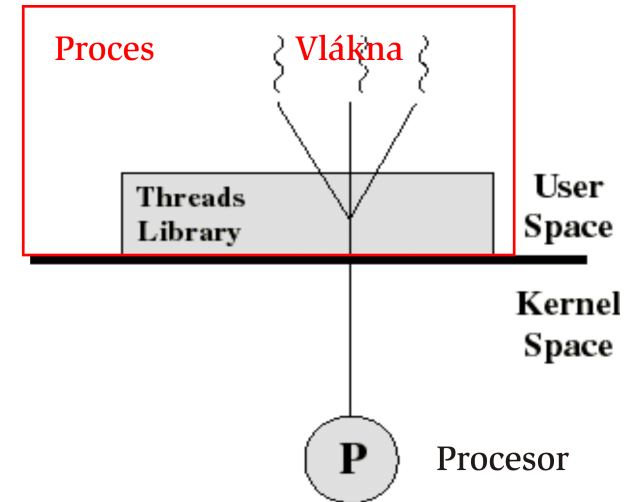 Proces
Vlákna
Threads
Library
User
Space
Kernel
Space
P
Procesor